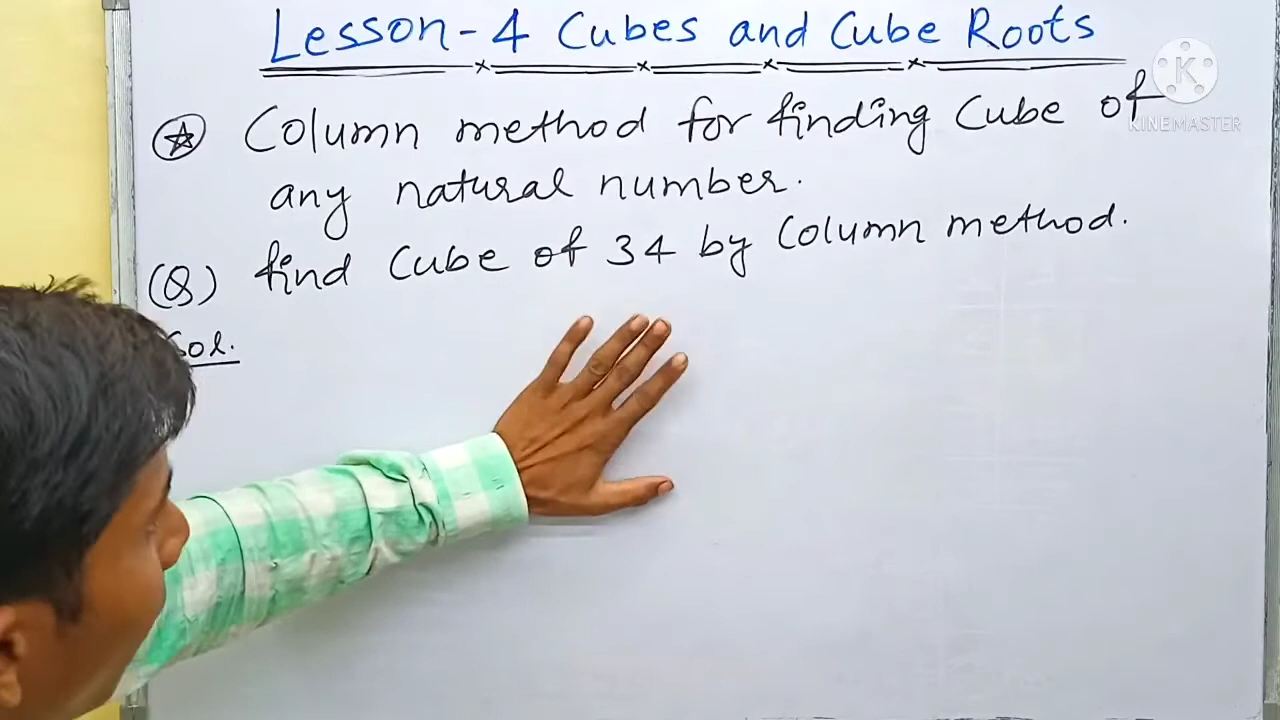 Lesson-4 Cubes and Cube Roots
Column method for finding Cube of
any natural number.
(Q) find Cube of 34 by Column method.
Sol.
K
KINEMASTER